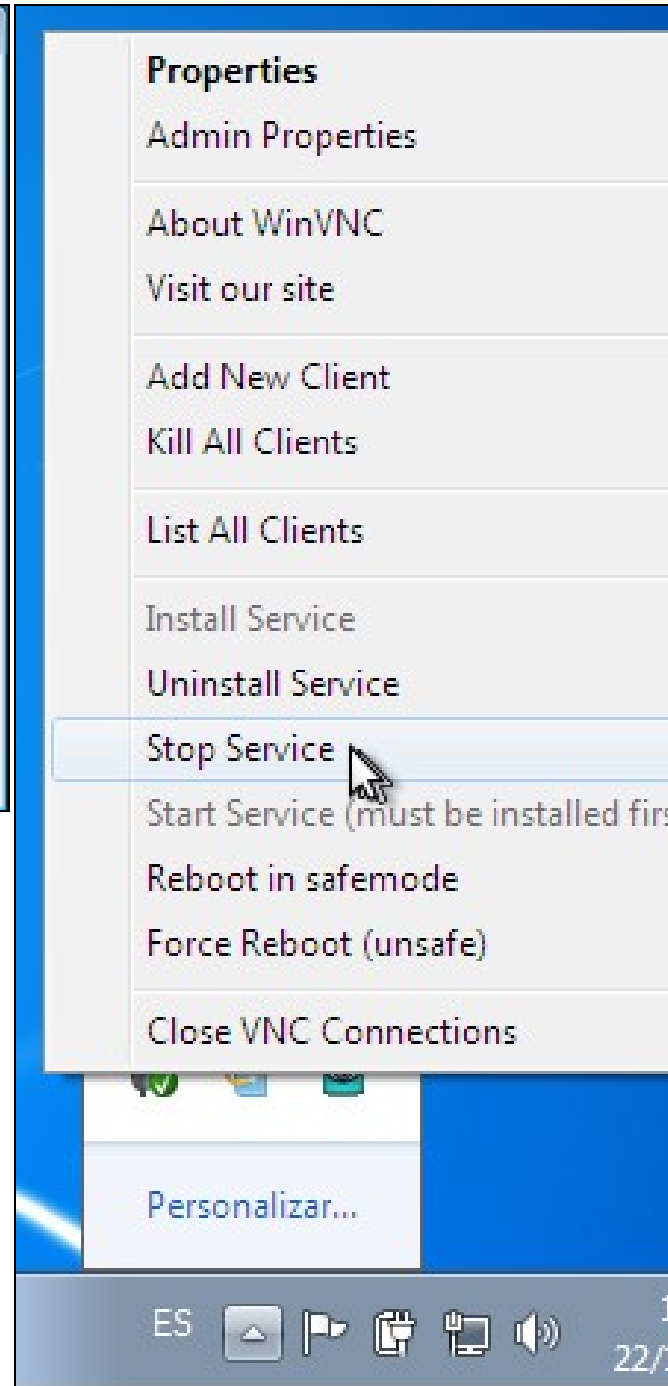 Properties
Admin Properties
About WinVNC
Visit our site
Add New Client
Kill All Clients
List All Clients
Install Service
Uninstall Service
Stop Service
Start Service (must be installed
Reboot in safemode
Force Reboot (unsafe)
Close VNC Connections
Personalizar...
ES